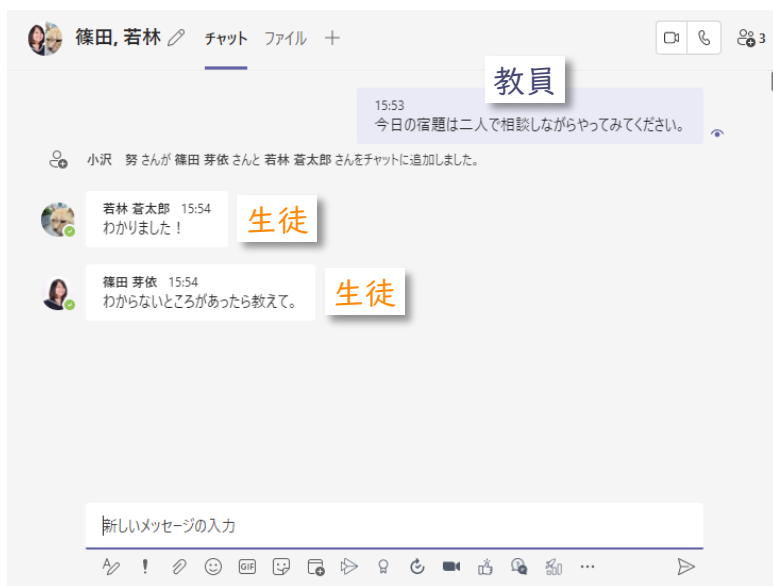 篠田, 若林 チャット ファイル
3
教員
15:53
今日の宿題は二人で相談しながらやってみてください。
小沢 努 さんが 篠田 芽依 さんと 若林 蒼太郎 さんをチャットに追加しました。
若林 蒼太郎 15:54
わかりました！
生徒
篠田 芽依 15:54
わからないところがあったら教えて。
生徒
新しいメッセージの入力
GIF